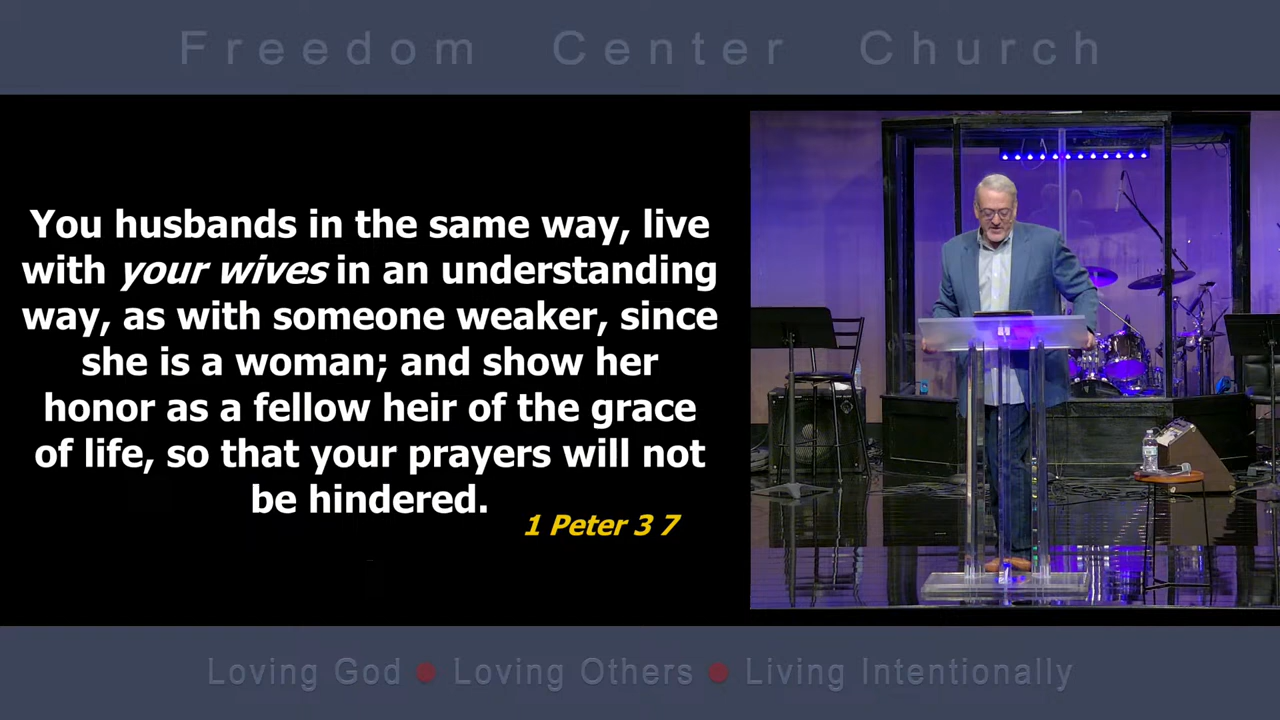 Freedom Center Church
You husbands in the same way, live
with your wives in an understanding
way, as with someone weaker, since
she is a woman; and show her
honor as a fellow heir of the grace
of life, so that your prayers will not
be hindered.
1 Peter 3 7
Loving God ● Loving Others ● Living Intentionally